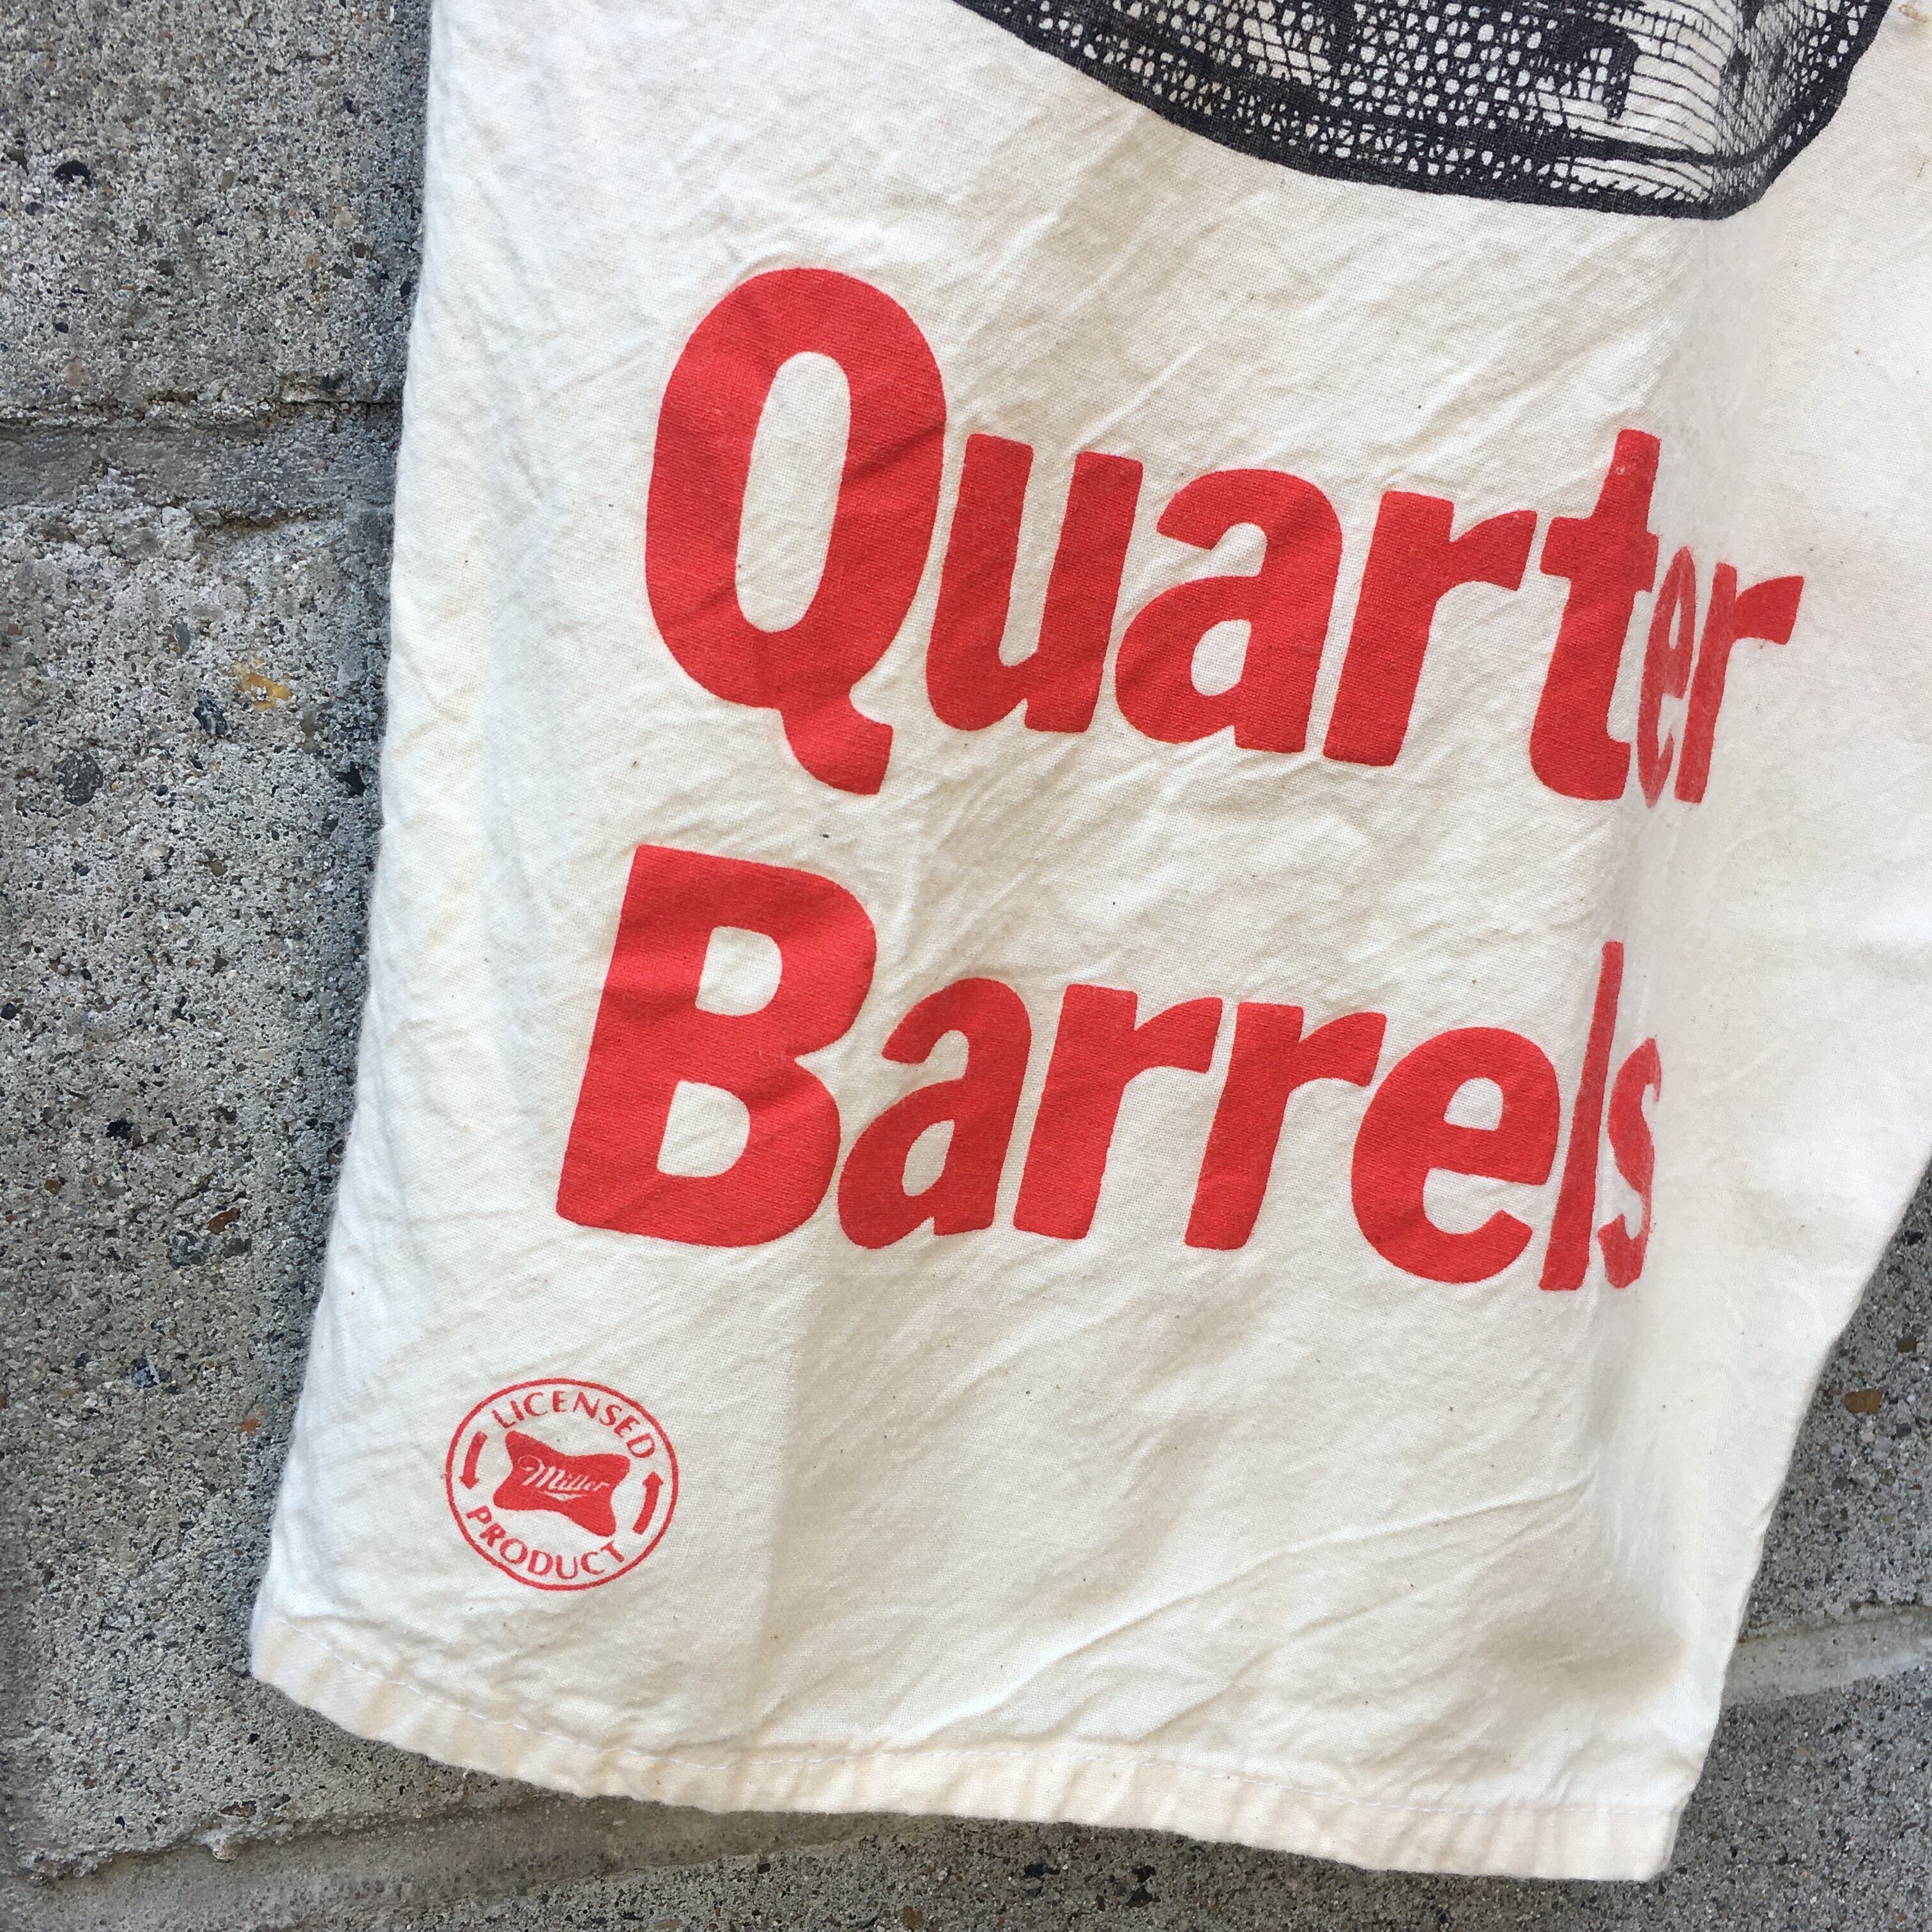 Quarter
Barrels
LICENSED
Miller
PRODUCT